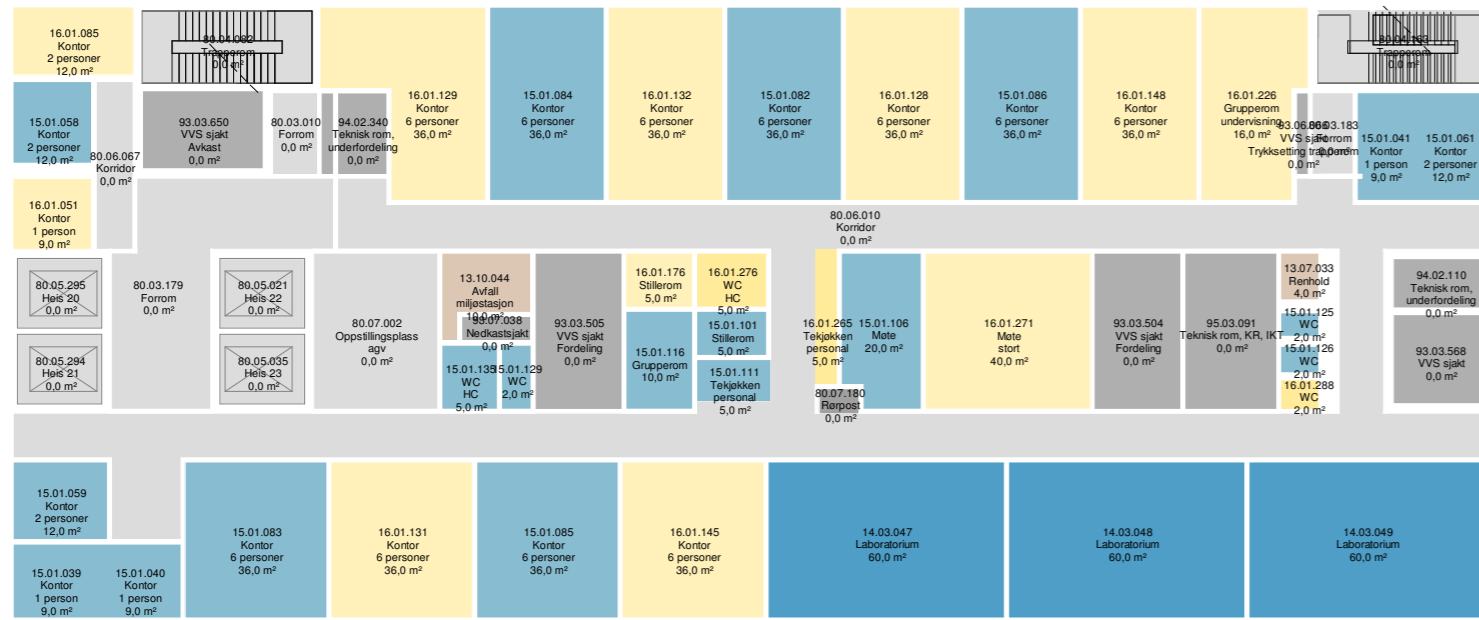 16.01.085
Kontor
2 personer
12,0 m²
80.04.082
Trapperom
0,0 m²
16.01.129
Kontor
6 personer
36,0 m²
15.01.084
Kontor
6 personer
36,0 m²
16.01.132
Kontor
6 personer
36,0 m²
15.01.082
Kontor
6 personer
36,0 m²
16.01.128
Kontor
6 personer
36,0 m²
15.01.086
Kontor
6 personer
36,0 m²
16.01.148
Kontor
6 personer
36,0 m²
16.01.226
Grupperom
undervisning
16,0 m²
Trapperom
0,0 m²
15.01.058
Kontor
2 personer
12,0 m²
80.06.067
Korridor
0,0 m²
93.03.650
VVS sjakt
Avkast
0,0 m²
80.03.010
Forrom
0,0 m²
94.02.340
Teknisk rom,
underfordeling
0,0 m²
VVS sjakt
Trykksetting trapperom
0,0 m²
Forrom
15.01.041
Kontor
1 person
9,0 m²
15.01.061
Kontor
2 personer
12,0 m²
16.01.051
Kontor
1 person
9,0 m²
80.06.010
Korridor
0,0 m²
80.05.295
Heis 20
0,0 m²
80.03.179
Forrom
0,0 m²
80.05.021
Heis 22
0,0 m²
80.05.294
Heis 21
0,0 m²
80.05.035
Heis 23
0,0 m²
80.07.002
Oppstillingsplass
agv
0,0 m²
13.10.044
Avfall
miljøstasjon
10,0 m²
93.07.038
Nedkastsjakt
0,0 m²
15.01.135
WC
HC
5,0 m²
15.01.129
WC
2,0 m²
93.03.505
VVS sjakt
Fordeling
0,0 m²
16.01.176
Stillerom
5,0 m²
16.01.276
WC
HC
5,0 m²
15.01.116
Grupperom
10,0 m²
15.01.101
Stillerom
5,0 m²
15.01.111
Tekjøkken
personal
5,0 m²
16.01.265
Tekjøkken
personal
5,0 m²
15.01.106
Møte
20,0 m²
80.07.180
Rørpost
0,0 m²
16.01.271
Møte
stort
40,0 m²
93.03.504
VVS sjakt
Fordeling
0,0 m²
95.03.091
Teknisk rom, KR, IKT
0,0 m²
13.07.033
Renhold
4,0 m²
15.01.125
WC
2,0 m²
15.01.126
WC
2,0 m²
16.01.288
WC
2,0 m²
94.02.110
Teknisk rom,
underfordeling
0,0 m²
93.03.568
VVS sjakt
0,0 m²
15.01.059
Kontor
2 personer
12,0 m²
15.01.039
Kontor
1 person
9,0 m²
15.01.040
Kontor
1 person
9,0 m²
15.01.083
Kontor
6 personer
36,0 m²
16.01.131
Kontor
6 personer
36,0 m²
15.01.085
Kontor
6 personer
36,0 m²
16.01.145
Kontor
6 personer
36,0 m²
14.03.047
Laboratorium
60,0 m²
14.03.048
Laboratorium
60,0 m²
14.03.049
Laboratorium
60,0 m²